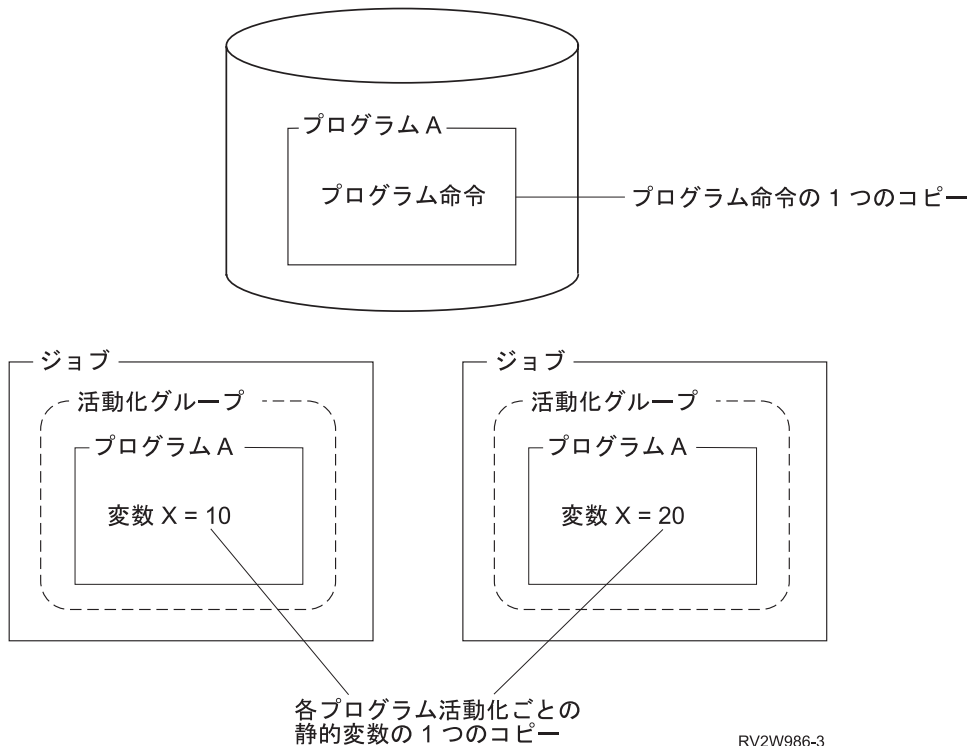 プログラム A
プログラム命令
プログラム命令の 1 つのコピー
ジョブ
活動化グループ
プログラム A
変数 X = 10
ジョブ
活動化グループ
プログラム A
変数 X = 20
各プログラム活動化ごとの
静的変数の 1 つのコピー
RV2W986-3